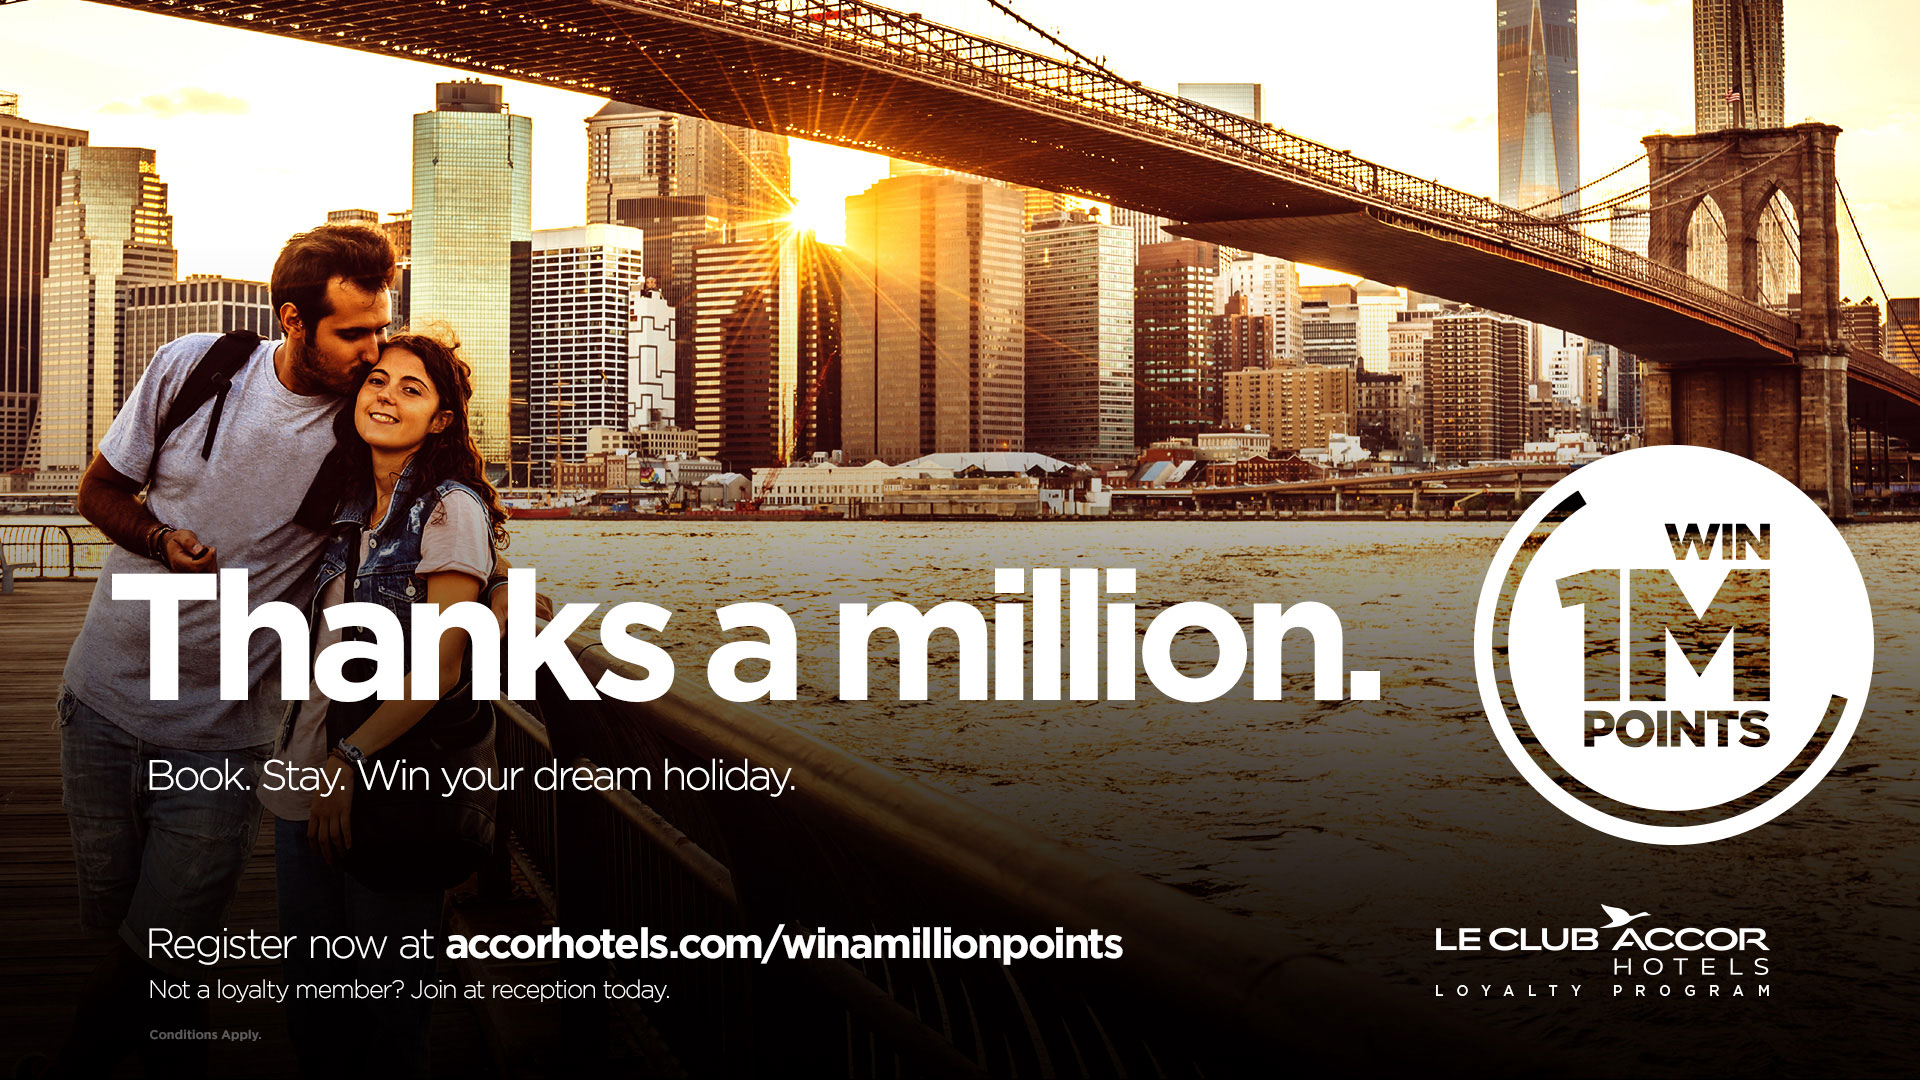 Thanks a million.
Book. Stay. Win your dream holiday.
WIN
1M
POINTS
Register now at accorhotels.com/winamillionpoints
Not a loyalty member? Join at reception today.
Conditions Apply.
LE CLUB ACCOR
HOTELS
LOYALTY PROGRAM